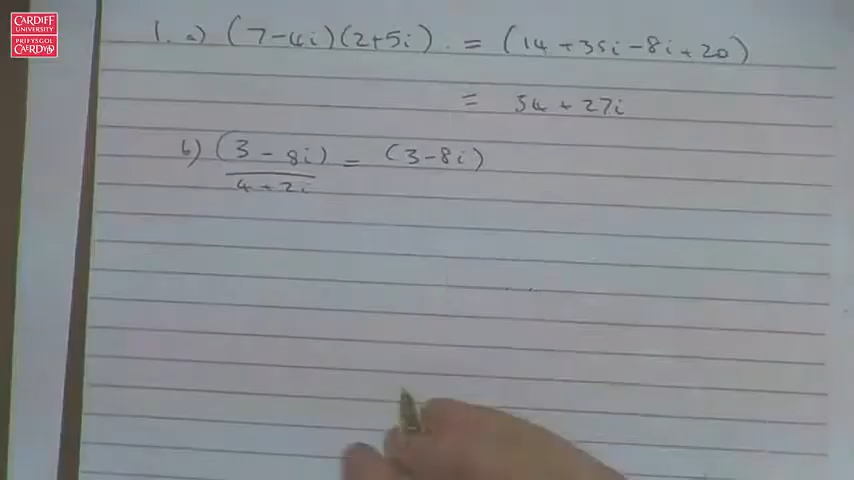 CARDIFF
UNIVERSITY
PRIFYSGOL
CAERDYDD
1. a) (7-4i)(2+5i) = (14 + 35i - 8i + 20)
= 34 + 27i
b) (3 - 8i) = (3-8i)
4 + 2i